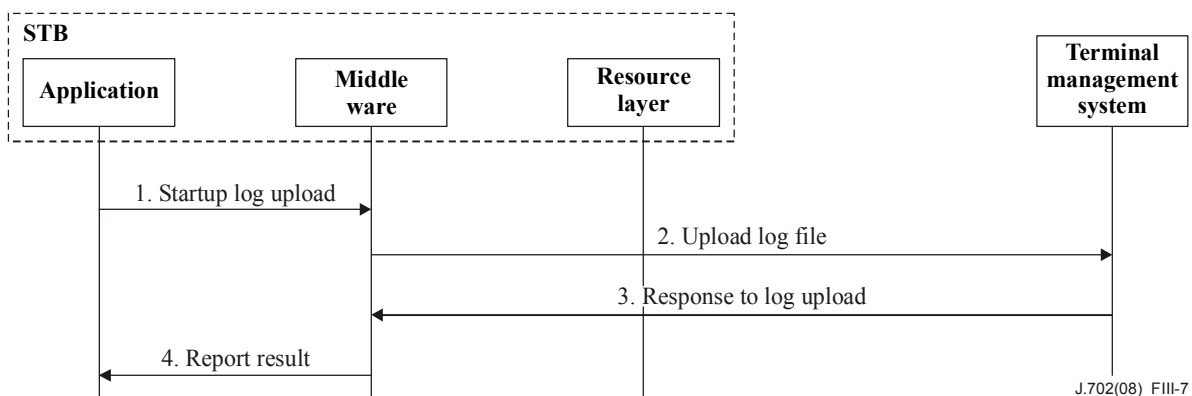 STB
Application
Middle
ware
Resource
layer
Terminal
management
system
1. Startup log upload
2. Upload log file
3. Response to log upload
4. Report result
J.702(08)_FIII-7